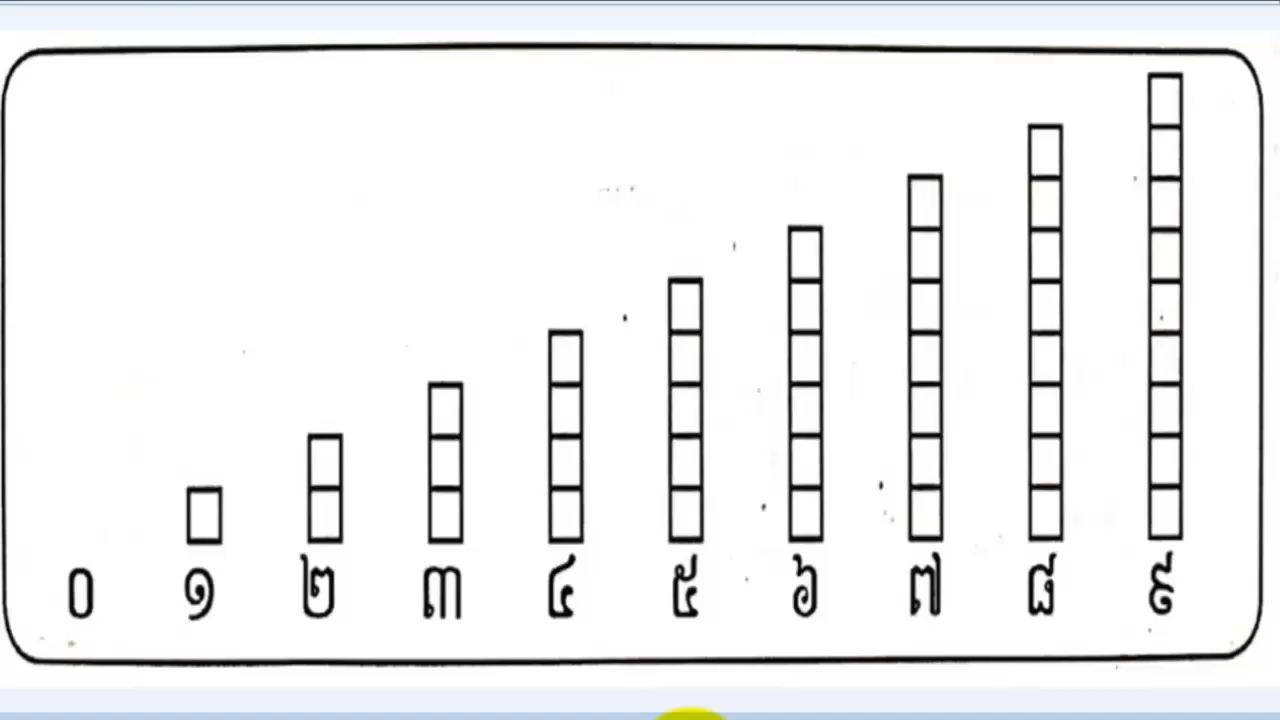 ០ ១ ២ ៣ ៤ ៥ ៦ ៧ ៨ ៩